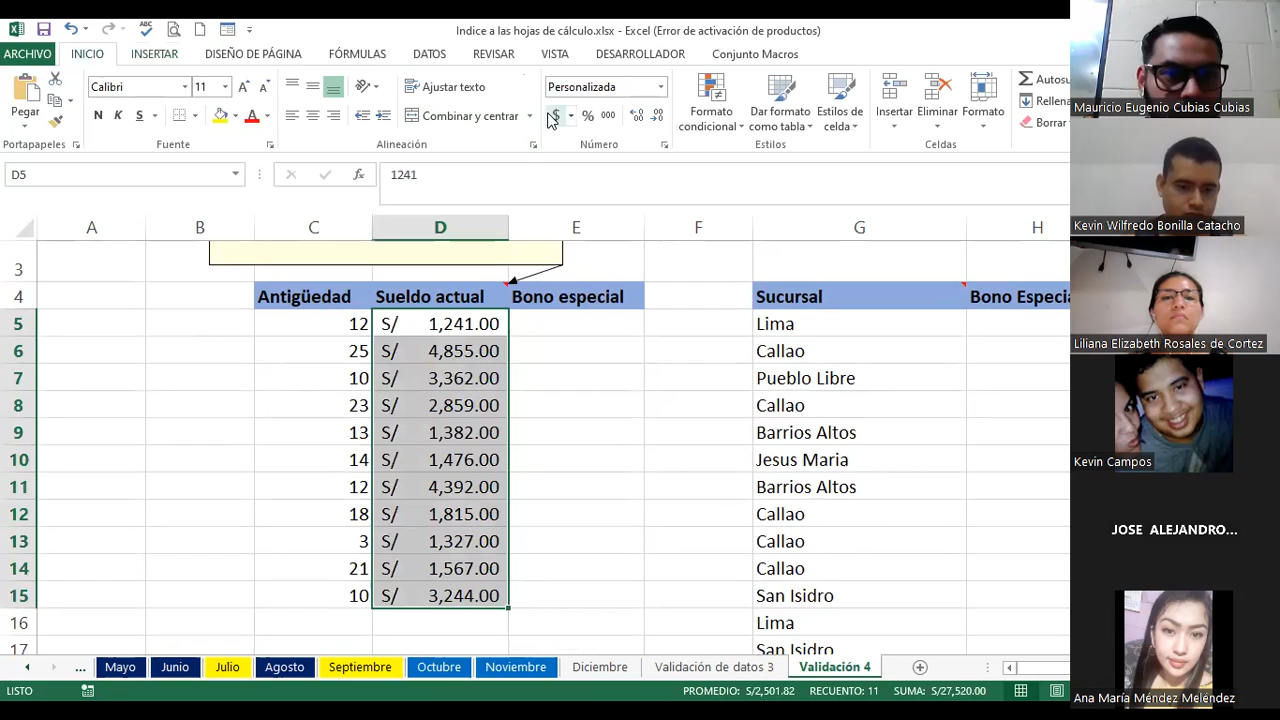 Indice a las hojas de cálculo.xlsx - Excel (Error de activación de productos)
ARCHIVO INICIO INSERTAR DISEÑO DE PÁGINA FÓRMULAS DATOS REVISAR VISTA DESARROLLADOR Conjunto Macros
Pegar
Calibri 11
N K S
Ajustar texto
Combinar y centrar
Personalizada
$ % 000
Formato condicional
Dar formato como tabla
Estilos de celda
Insertar Eliminar Formato
Autosu
Rellena
Borrar
Portapapeles Fuente Alineación Número Estilos Celdas
D5 fx 1241
A B C D E F G H
3
4 Antigüedad Sueldo actual Bono especial Sucursal Bono Especia
5 12 S/ 1,241.00 Lima
6 25 S/ 4,855.00 Callao
7 10 S/ 3,362.00 Pueblo Libre
8 23 S/ 2,859.00 Callao
9 13 S/ 1,382.00 Barrios Altos
10 14 S/ 1,476.00 Jesus Maria
11 12 S/ 4,392.00 Barrios Altos
12 18 S/ 1,815.00 Callao
13 3 S/ 1,327.00 Callao
14 21 S/ 1,567.00 Callao
15 10 S/ 3,244.00 San Isidro
16 Lima
17 San Isidro
... Mayo Junio Julio Agosto Septiembre Octubre Noviembre Diciembre Validación de datos 3 Validación 4
LISTO PROMEDIO: S/2,501.82 RECUENTO: 11 SUMA: S/27,520.00
Mauricio Eugenio Cubias Cubias
Kevin Wilfredo Bonilla Catacho
Liliana Elizabeth Rosales de Cortez
Kevin Campos
JOSE ALEJANDRO...
Ana María Méndez Meléndez